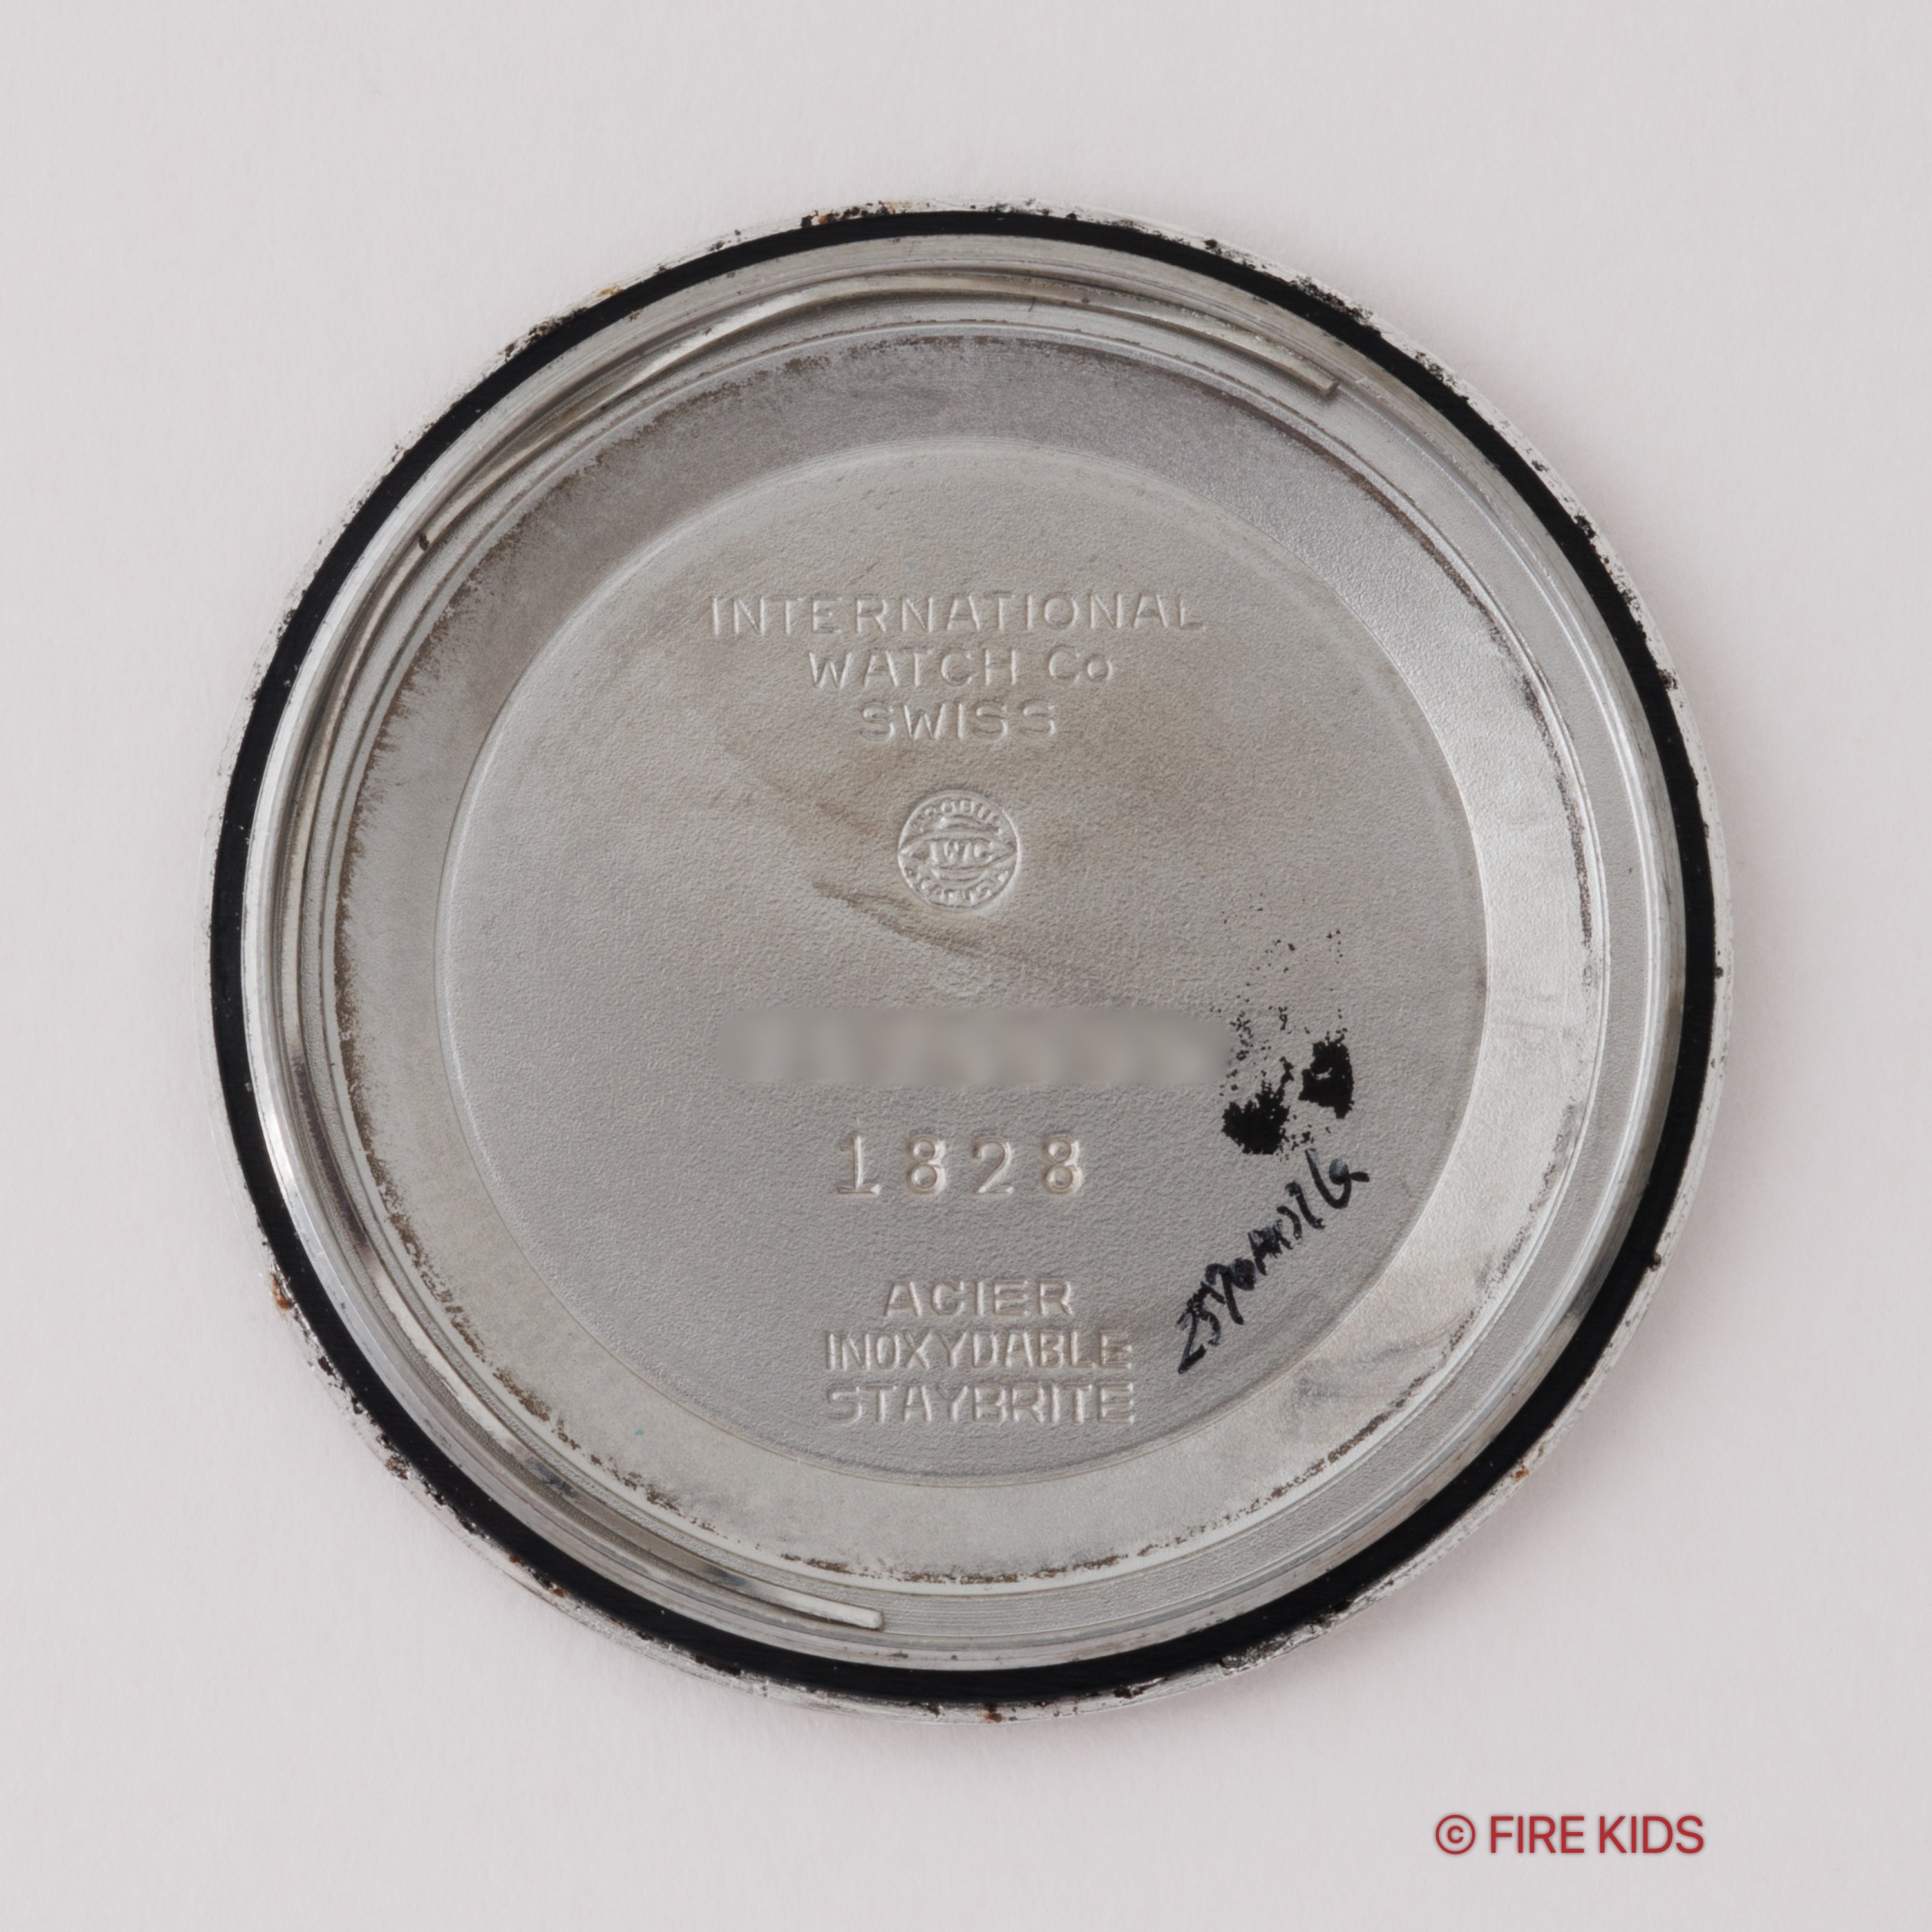 INTERNATIONAL
WATCH Co
SWISS
IWC
1828
ACIER
INOXYDABLE
STAYBRITE
© FIRE KIDS